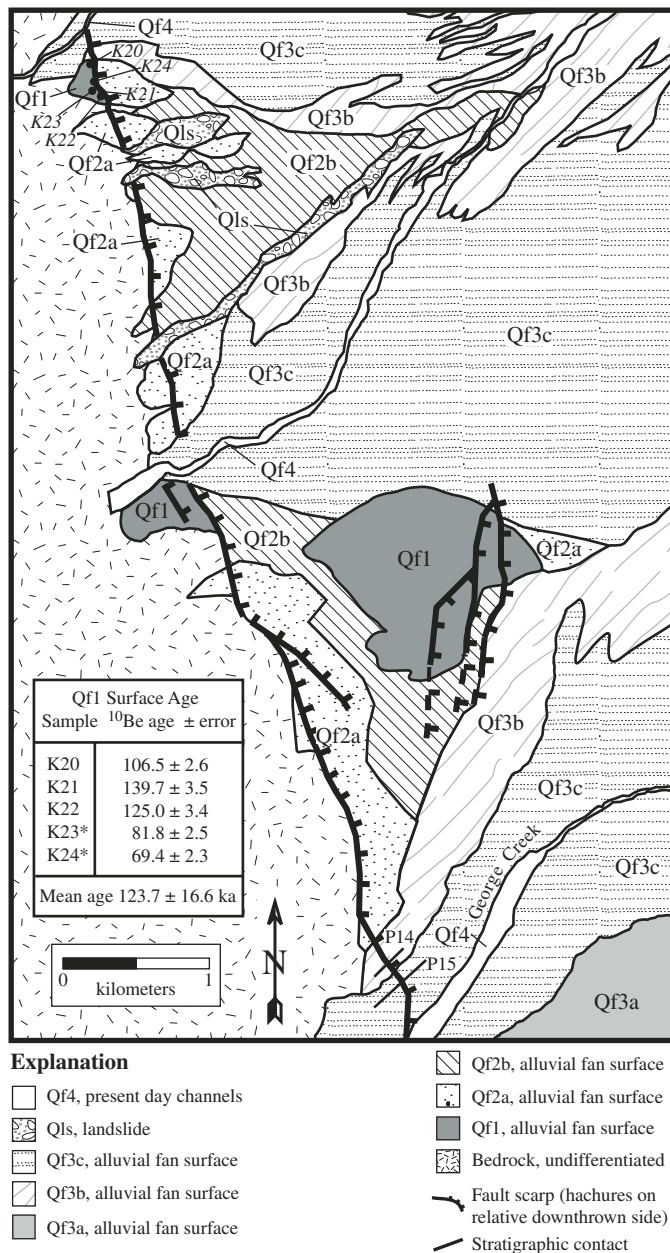 Qf4
K20
K24
Qf3c
Qf3b
Qf1
K21
K23
Qf3b
K22
Qls
Qf2a
Qf2b
Qls
Qf2a
Qf3b
Qf3c
Qf2a
Qf3c
Qf4
Qf1
Qf2b
Qf1
Qf2a
Qf1 Surface Age
Sample 10Be age ± error
K20 106.5 ± 2.6
K21 139.7 ± 3.5
K22 125.0 ± 3.4
K23* 81.8 ± 2.5
K24* 69.4 ± 2.3
Mean age 123.7 ± 16.6 ka
Qf2a
Qf3b
Qf3c
George Creek
Qf3c
P14
Qf4
P15
N
0 1
kilometers
Qf3a
Explanation
Qf4, present day channels
Qls, landslide
Qf3c, alluvial fan surface
Qf3b, alluvial fan surface
Qf3a, alluvial fan surface
Qf2b, alluvial fan surface
Qf2a, alluvial fan surface
Qf1, alluvial fan surface
Bedrock, undifferentiated
Fault scarp (hachures on
relative downthrown side)
Stratigraphic contact